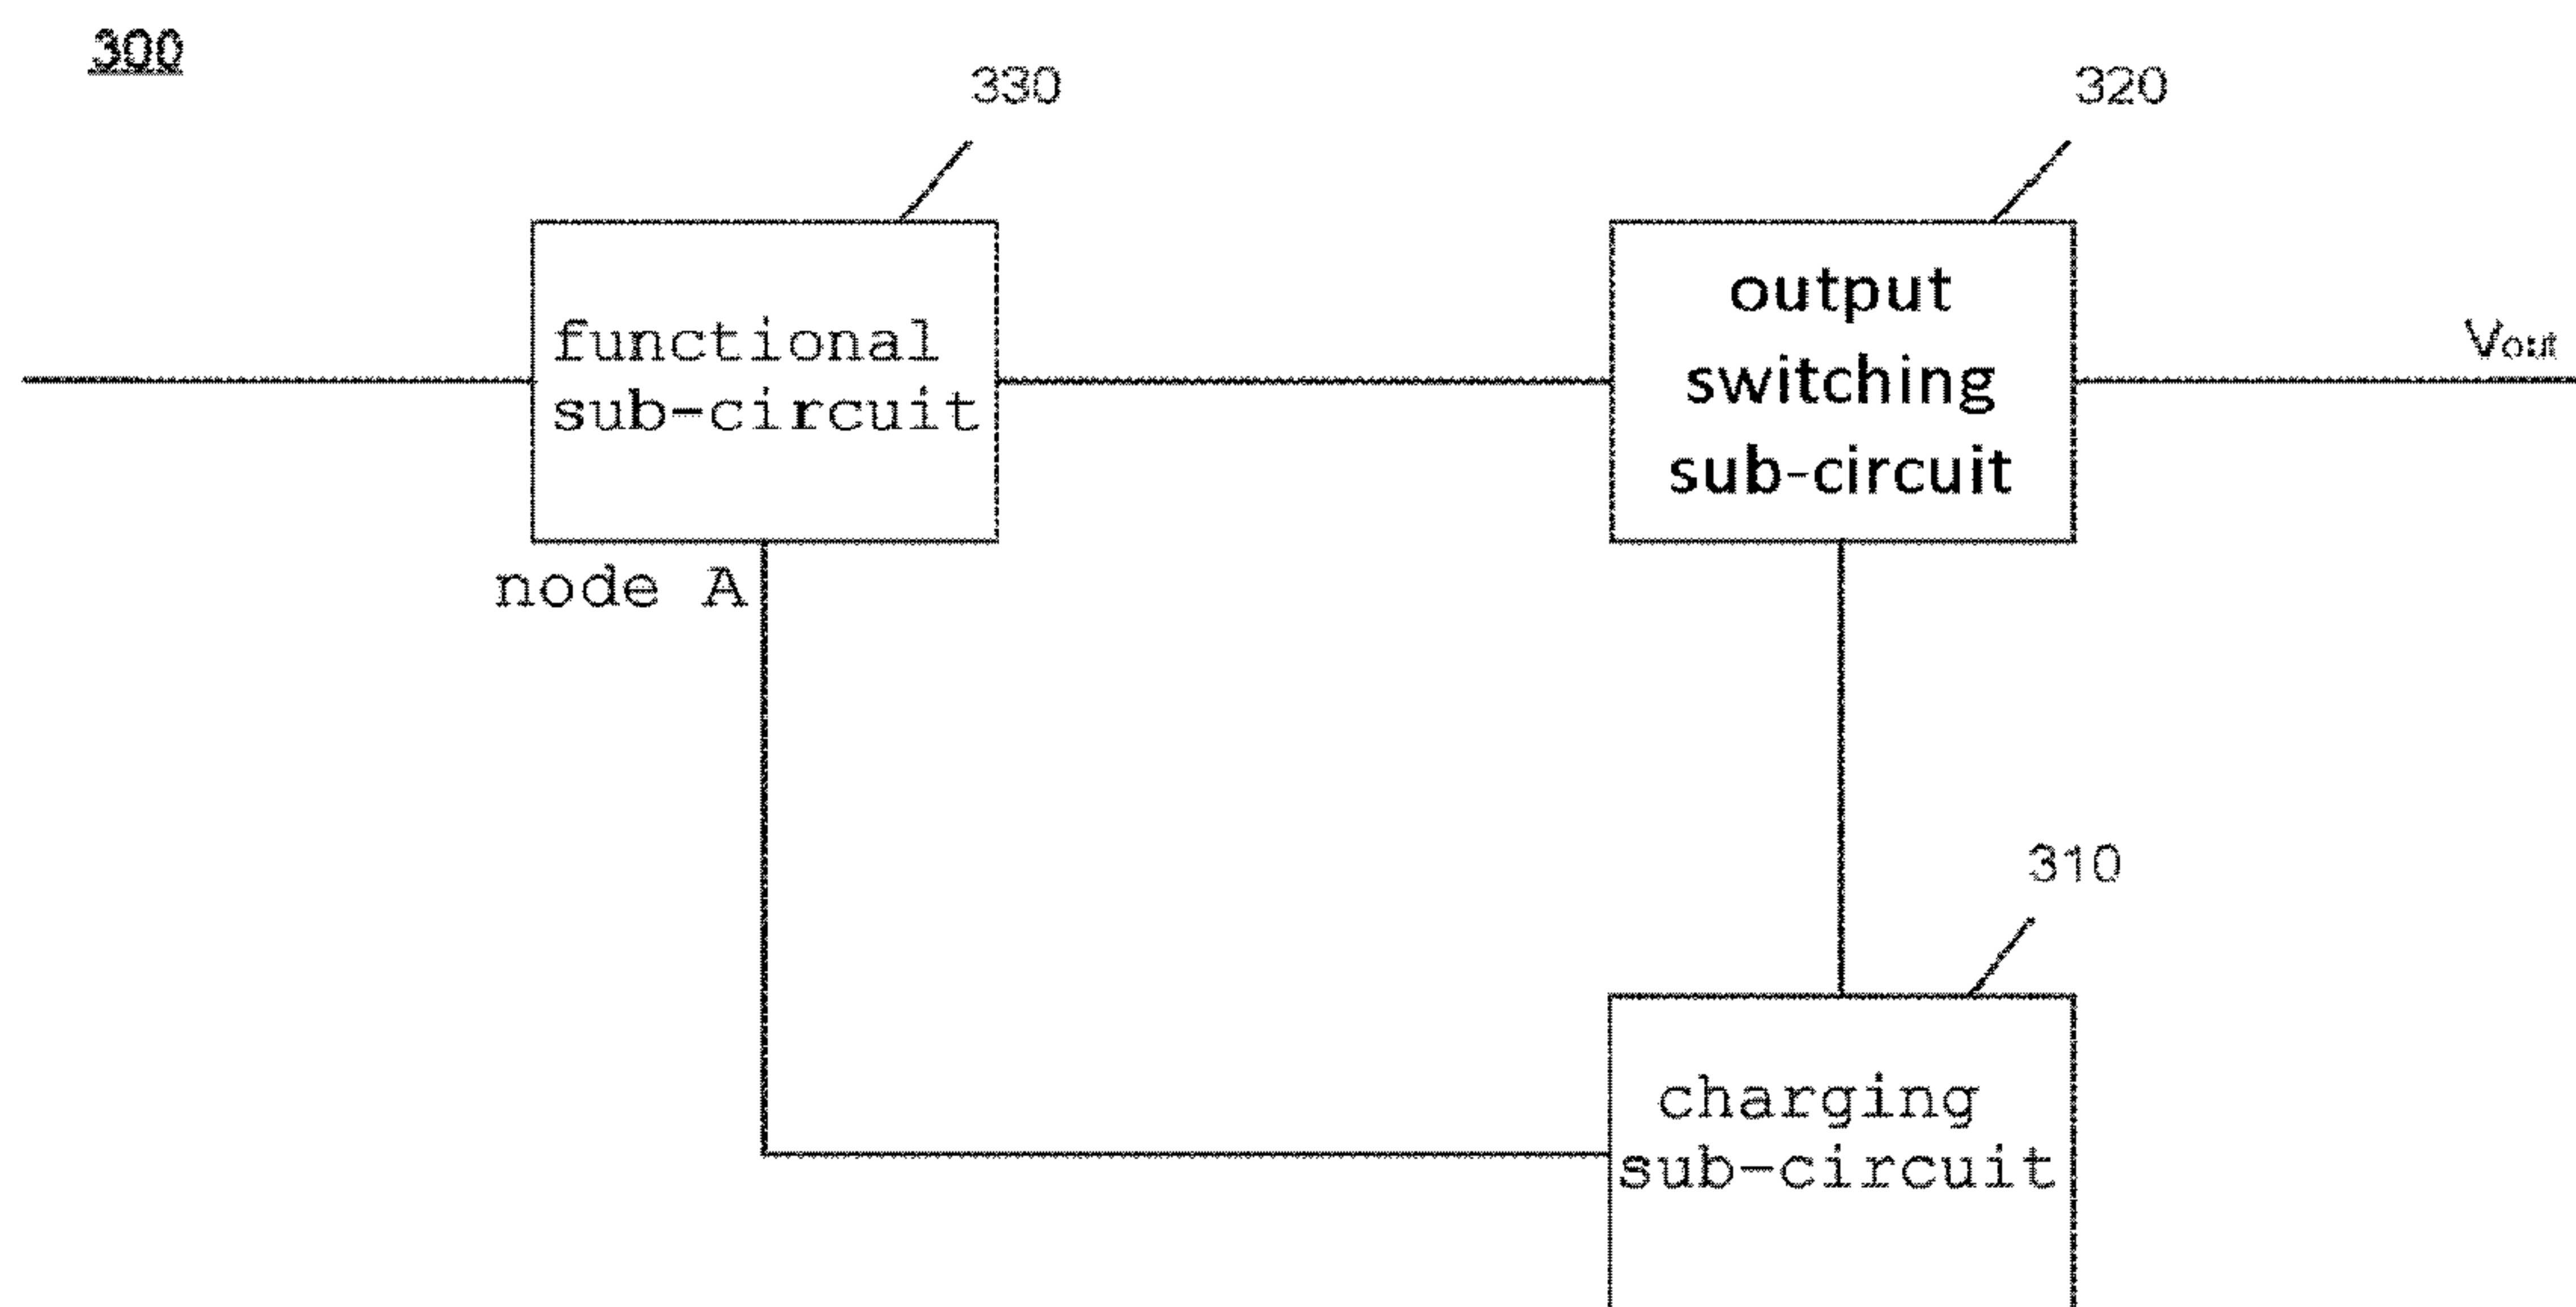 300
330
320
functional
sub-circuit
output
switching
sub-circuit
Vout
node A
310
charging
sub-circuit